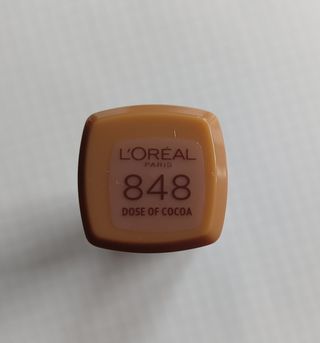 L'ORÉAL
PARIS
848
DOSE OF COCOA